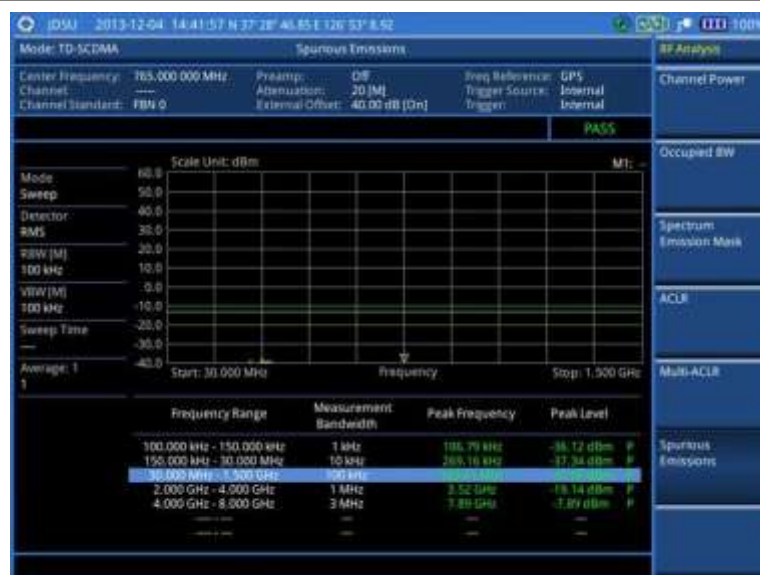 JDSU 2013-12-04 14:41:57 N 37° 28' 46.85 E 126° 53' 8.92 100%
Mode: TD-SCDMA Spurious Emissions RF Analysis
Center Frequency: 765.000 000 MHz Preamp: Off Freq Reference: GPS
Channel: ---- Attenuation: 20 [M] Trigger Source: Internal
Channel Standard: FBN 0 External Offset: 40.00 dB [On] Trigger: Internal
PASS
Channel Power
Occupied BW
Spectrum
Emission Mask
ACLR
Multi-ACLR
Spurious
Emissions
Mode
Sweep
Detector
RMS
RBW [M]
100 kHz
VBW [M]
100 kHz
Sweep Time
---
Average: 1
1
Scale Unit: dBm M1: --
60.0
50.0
40.0
30.0
20.0
10.0
0.0
-10.0
-20.0
-30.0
-40.0
Start: 30.000 MHz Frequency Stop: 1.500 GHz
Frequency Range Measurement Bandwidth Peak Frequency Peak Level
100.000 kHz - 150.000 kHz 1 kHz 106.79 kHz -36.12 dBm P
150.000 kHz - 30.000 MHz 10 kHz 269.16 kHz -37.34 dBm P
30.000 MHz - 1.500 GHz 100 kHz
2.000 GHz - 4.000 GHz 1 MHz 3.52 GHz -19.14 dBm P
4.000 GHz - 8.000 GHz 3 MHz 7.89 GHz -7.89 dBm P
---- -- ---- -- -- --
---- -- ---- -- -- --